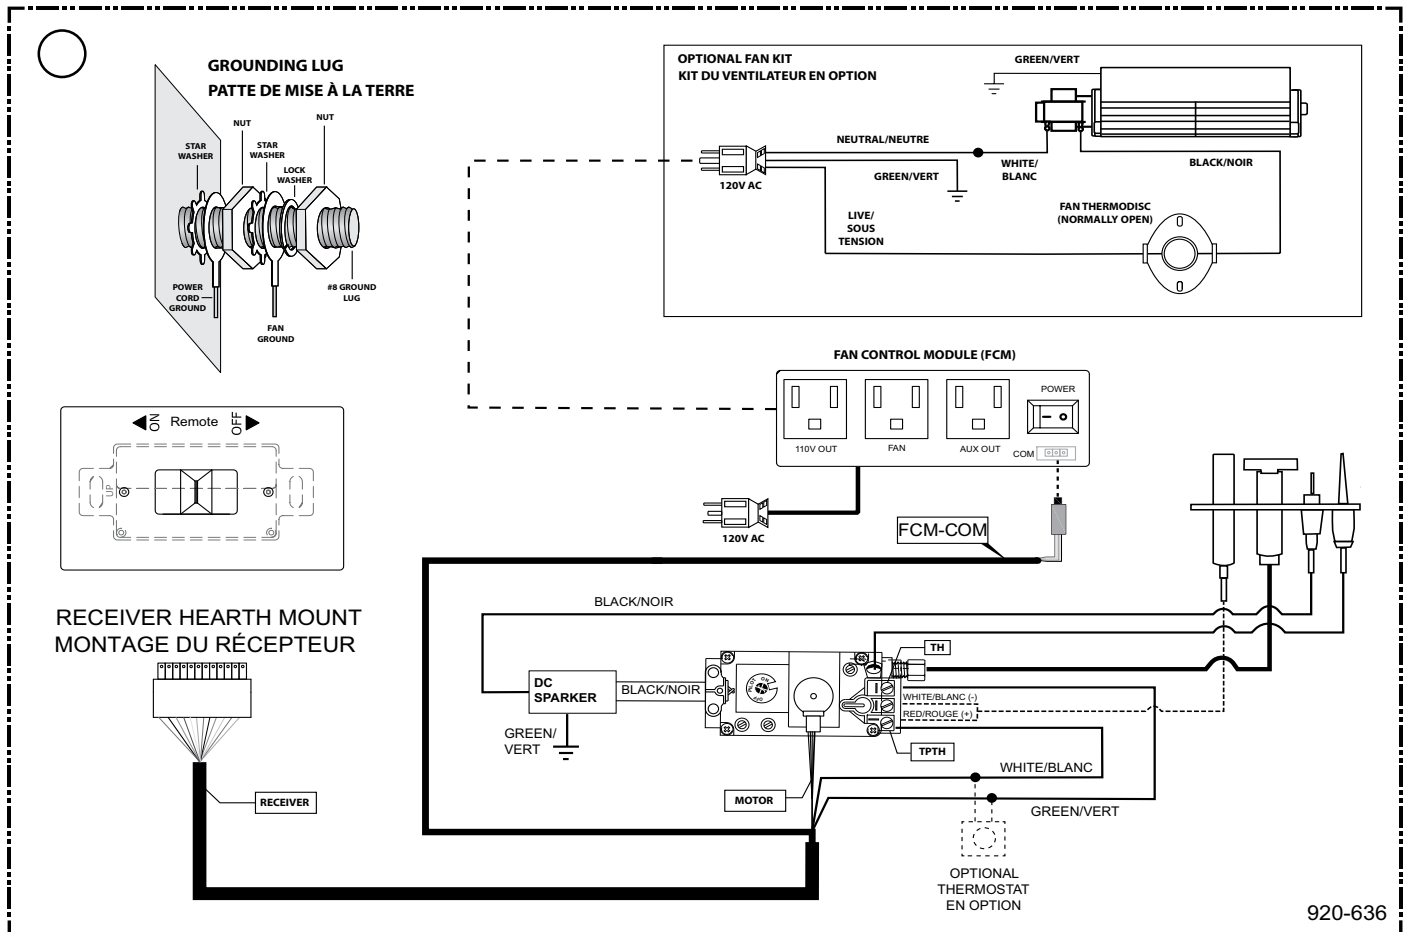 GROUNDING LUG
PATTE DE MISE À LA TERRE
NUT
NUT
STAR
WASHER
STAR
WASHER
LOCK
WASHER
POWER
CORD
GROUND
#8 GROUND
LUG
FAN
GROUND
OPTIONAL FAN KIT
KIT DU VENTILATEUR EN OPTION
GREEN/VERT
NEUTRAL/NEUTRE
WHITE/
BLANC
BLACK/NOIR
120V AC
GREEN/VERT
LIVE/
SOUS
TENSION
FAN THERMODISC
(NORMALLY OPEN)
FAN CONTROL MODULE (FCM)
POWER
110V OUT
FAN
AUX OUT
COM
120V AC
FCM-COM
ON
Remote
OFF
UP
RECEIVER HEARTH MOUNT
MONTAGE DU RÉCEPTEUR
RECEIVER
BLACK/NOIR
DC
SPARKER
BLACK/NOIR
GREEN/
VERT
PILOT
ON
OFF
TH
WHITE/BLANC (-)
RED/ROUGE (+)
TPTH
MOTOR
WHITE/BLANC
GREEN/VERT
OPTIONAL
THERMOSTAT
EN OPTION
920-636